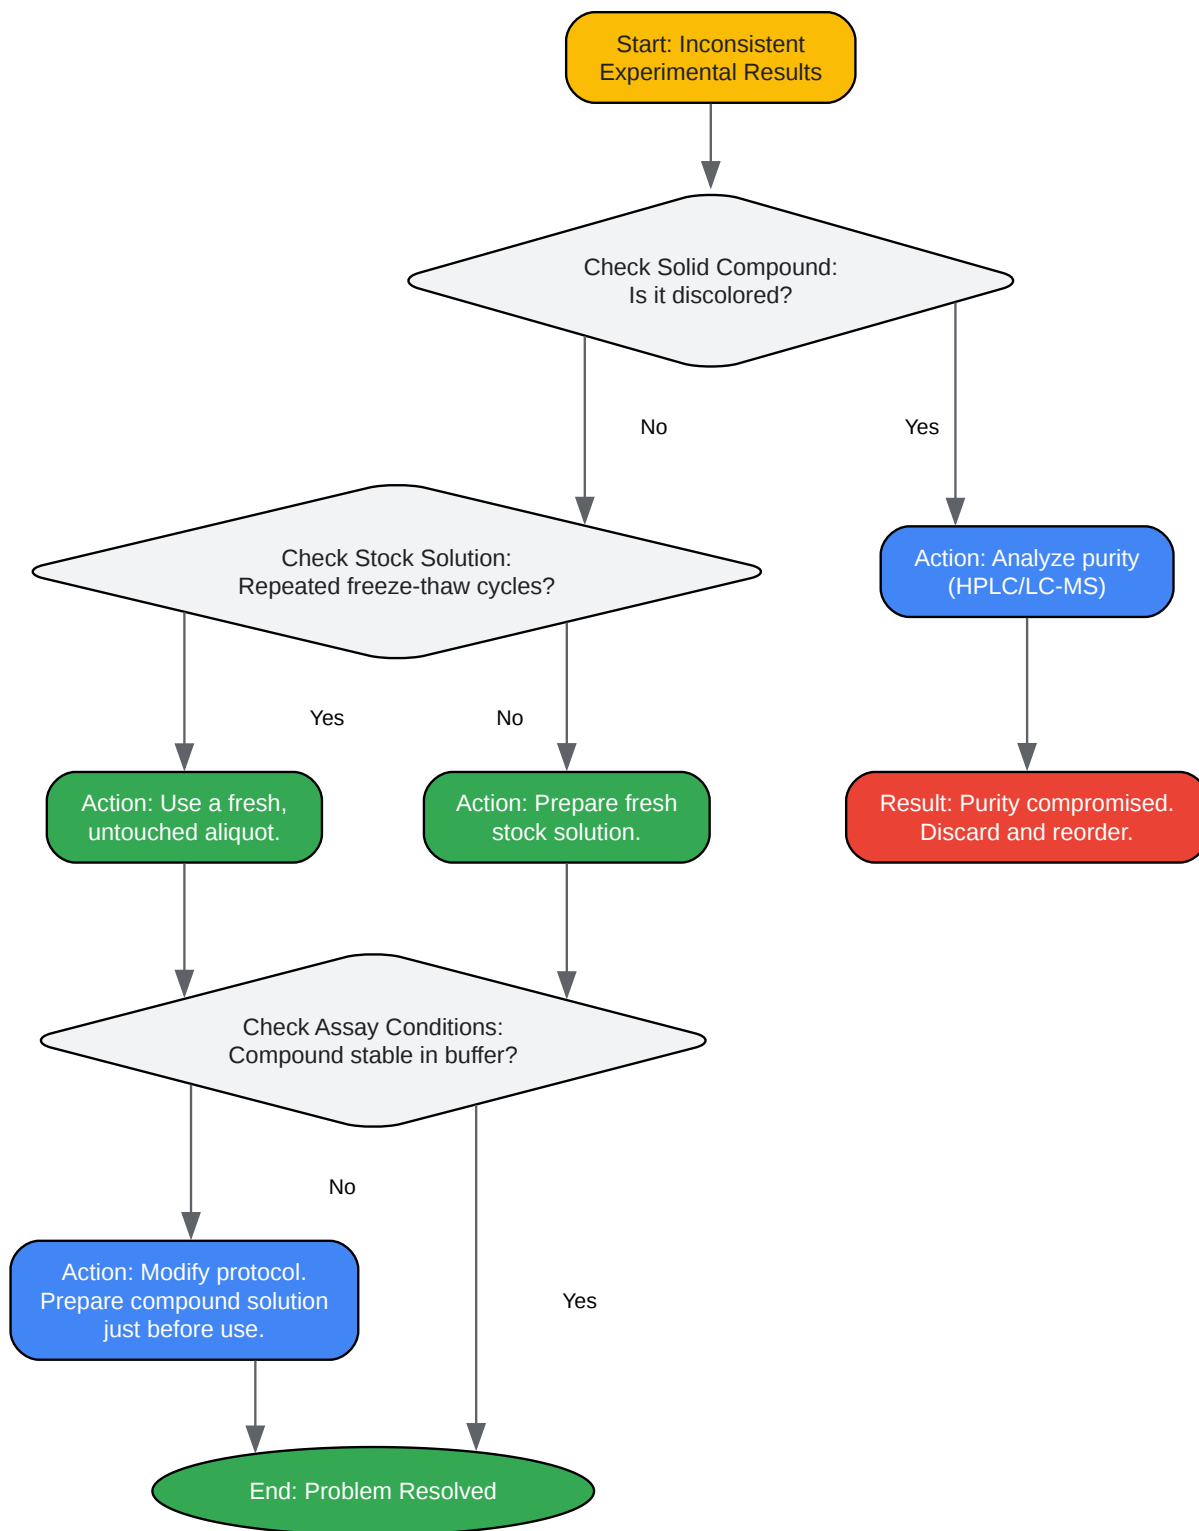 Start: Inconsistent
Experimental Results
Check Solid Compound:
Is it discolored?
No
Yes
Check Stock Solution:
Repeated freeze-thaw cycles?
Action: Analyze purity
(HPLC/LC-MS)
Yes
No
Action: Use a fresh,
untouched aliquot.
Action: Prepare fresh
stock solution.
Result: Purity compromised.
Discard and reorder.
Check Assay Conditions:
Compound stable in buffer?
No
Action: Modify protocol.
Prepare compound solution
just before use.
Yes
End: Problem Resolved